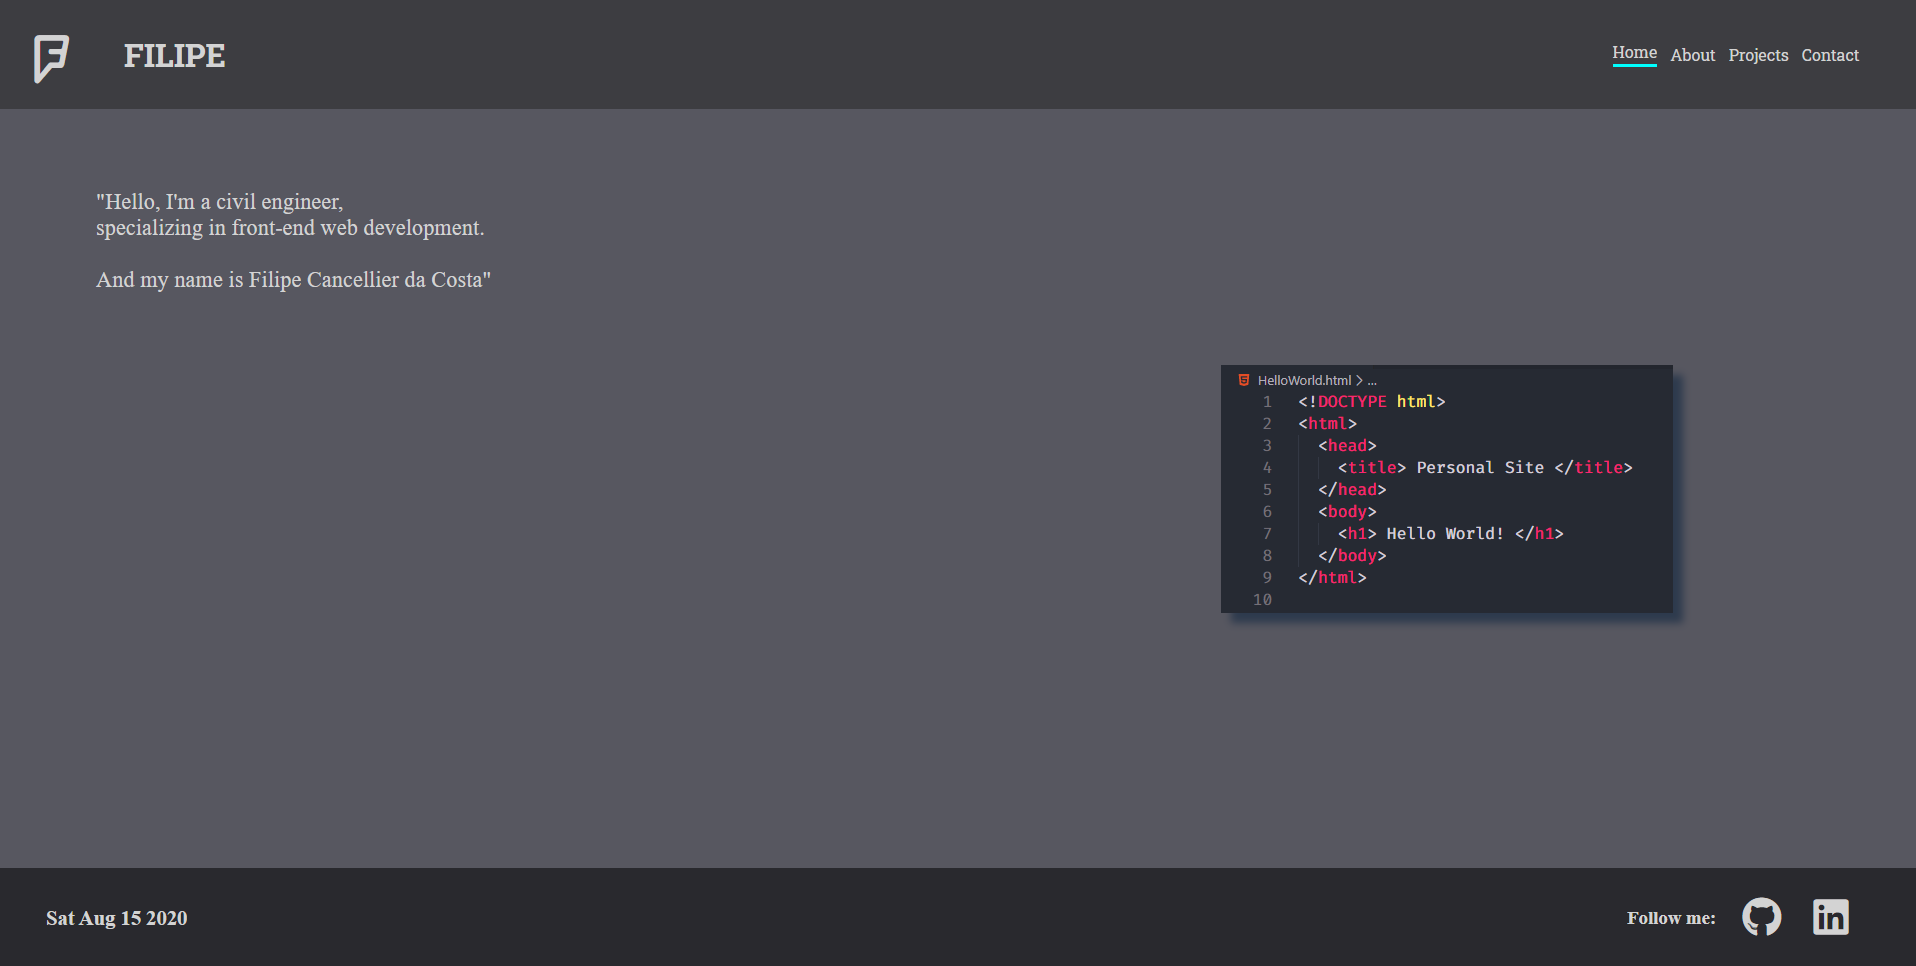 FILIPE
Home About Projects Contact
"Hello, I'm a civil engineer,
specializing in front-end web development.
And my name is Filipe Cancellier da Costa"
HelloWorld.html > ...
1 <!DOCTYPE html>
2 <html>
3 <head>
4 <title> Personal Site </title>
5 </head>
6 <body>
7 <h1> Hello World! </h1>
8 </body>
9 </html>
10
Sat Aug 15 2020
Follow me: in